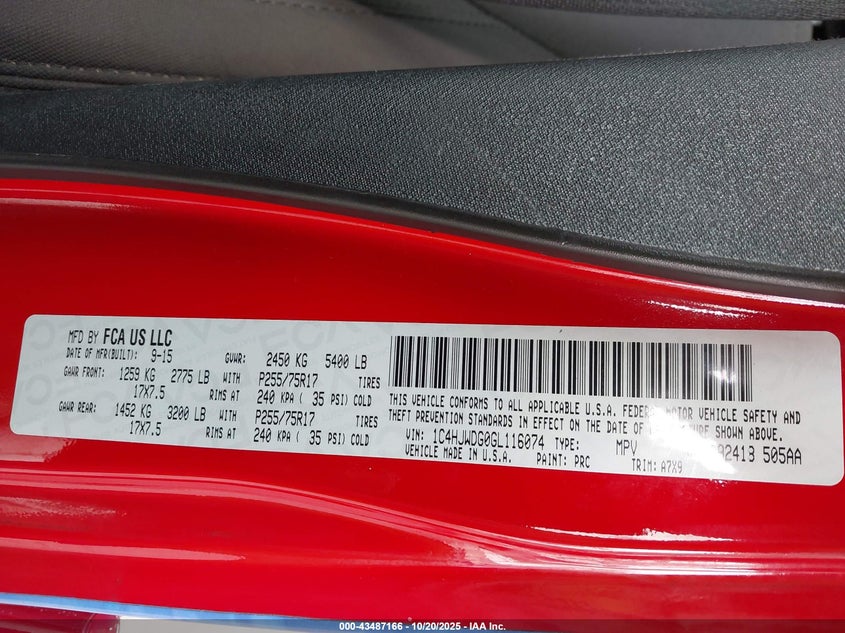 MFD BY FCA US LLC
DATE OF MFR(BUILT): 9-15 GVWR: 2450 KG 5400 LB
GAWR FRONT: 1259 KG 2775 LB WITH P255/75R17 TIRES
17X7.5 RIMS AT 240 KPA ( 35 PSI) COLD
GAWR REAR: 1452 KG 3200 LB WITH P255/75R17 TIRES
17X7.5 RIMS AT 240 KPA ( 35 PSI) COLD
THIS VEHICLE CONFORMS TO ALL APPLICABLE U.S.A. MOTOR VEHICLE SAFETY AND
THEFT PREVENTION STANDARDS IN EFFECT ON THE DATE OF SHOWN ABOVE.
VIN: 1C4HJWDG0GL116074 TYPE: MPV 505AA
VEHICLE MADE IN U.S.A. PAINT: PRC TRIM: A7X9
000-43487166 - 10/20/2025 - IAA Inc.